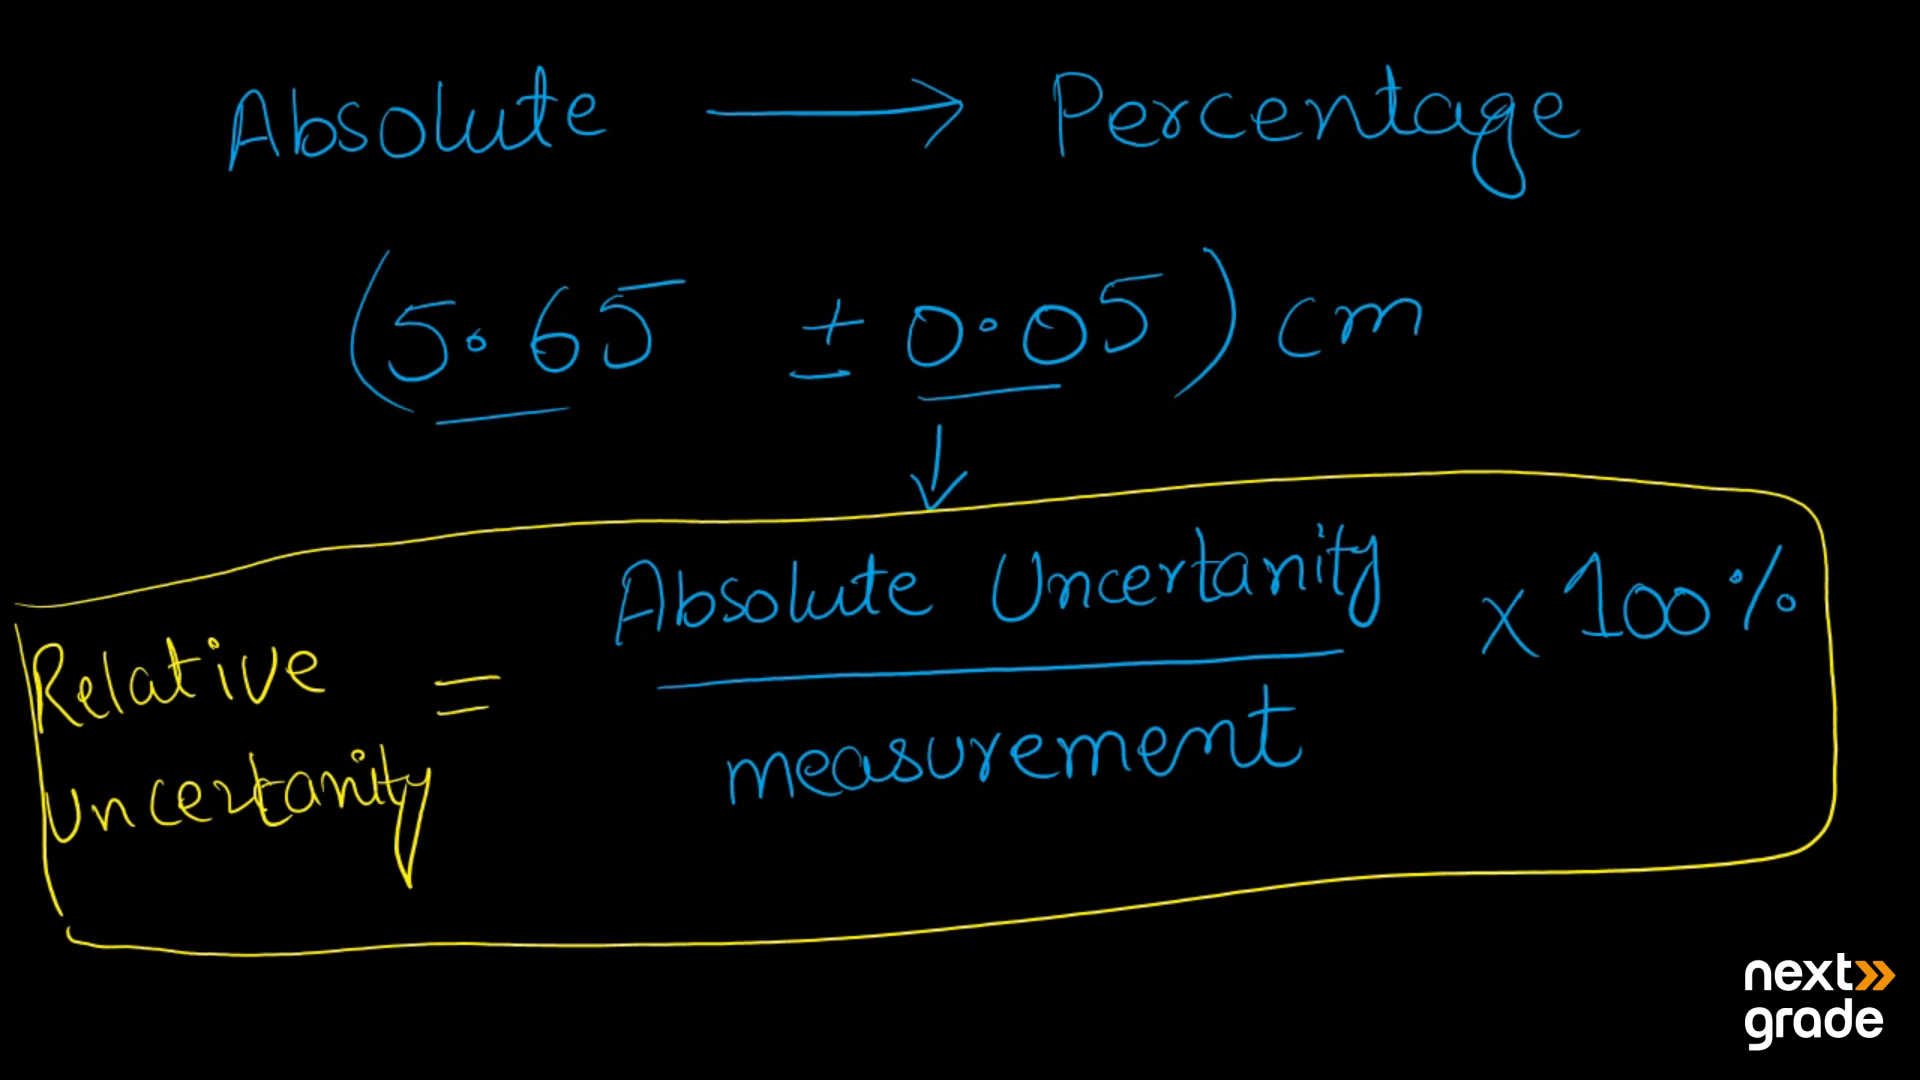 Absolute → Percentage
(5.65 ± 0.05) cm
↓
Absolute Uncertanity × 100%
Relative =
measurement
uncertanity
next»
grade